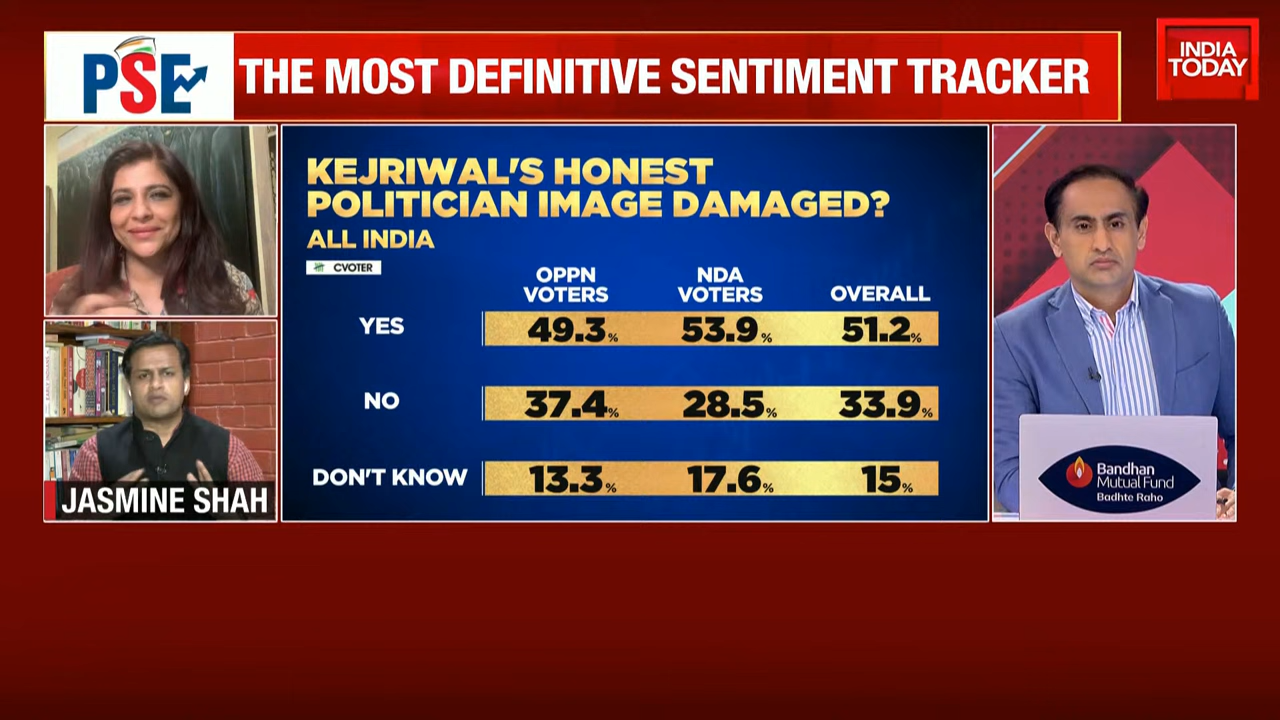 PSE
THE MOST DEFINITIVE SENTIMENT TRACKER
INDIA
TODAY
KEJRIWAL'S HONEST
POLITICIAN IMAGE DAMAGED?
ALL INDIA
CVOTER
OPPN
VOTERS
NDA
VOTERS
OVERALL
YES 49.3% 53.9% 51.2%
NO 37.4% 28.5% 33.9%
DON'T KNOW 13.3% 17.6% 15%
JASMINE SHAH
Bandhan
Mutual Fund
Badhte Raho